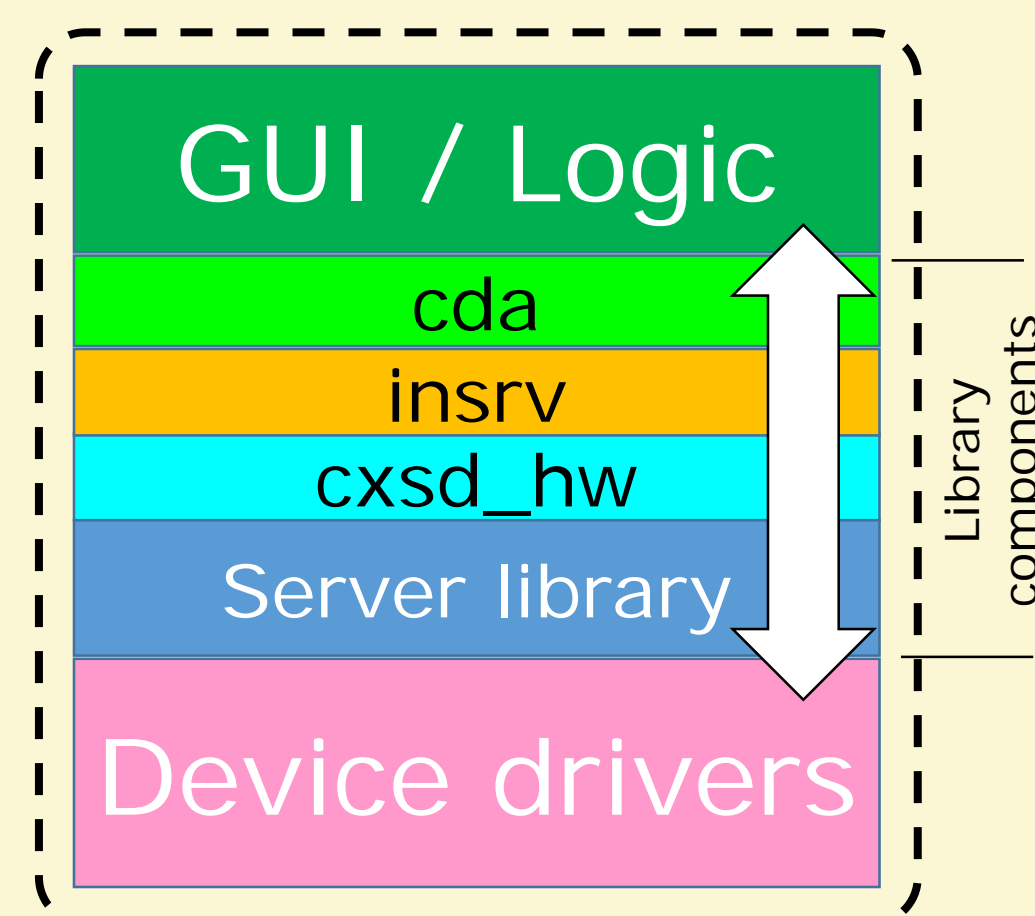 GUI / Logic
cda
insrv
cxsd_hw
Server library
Device drivers
Library
components